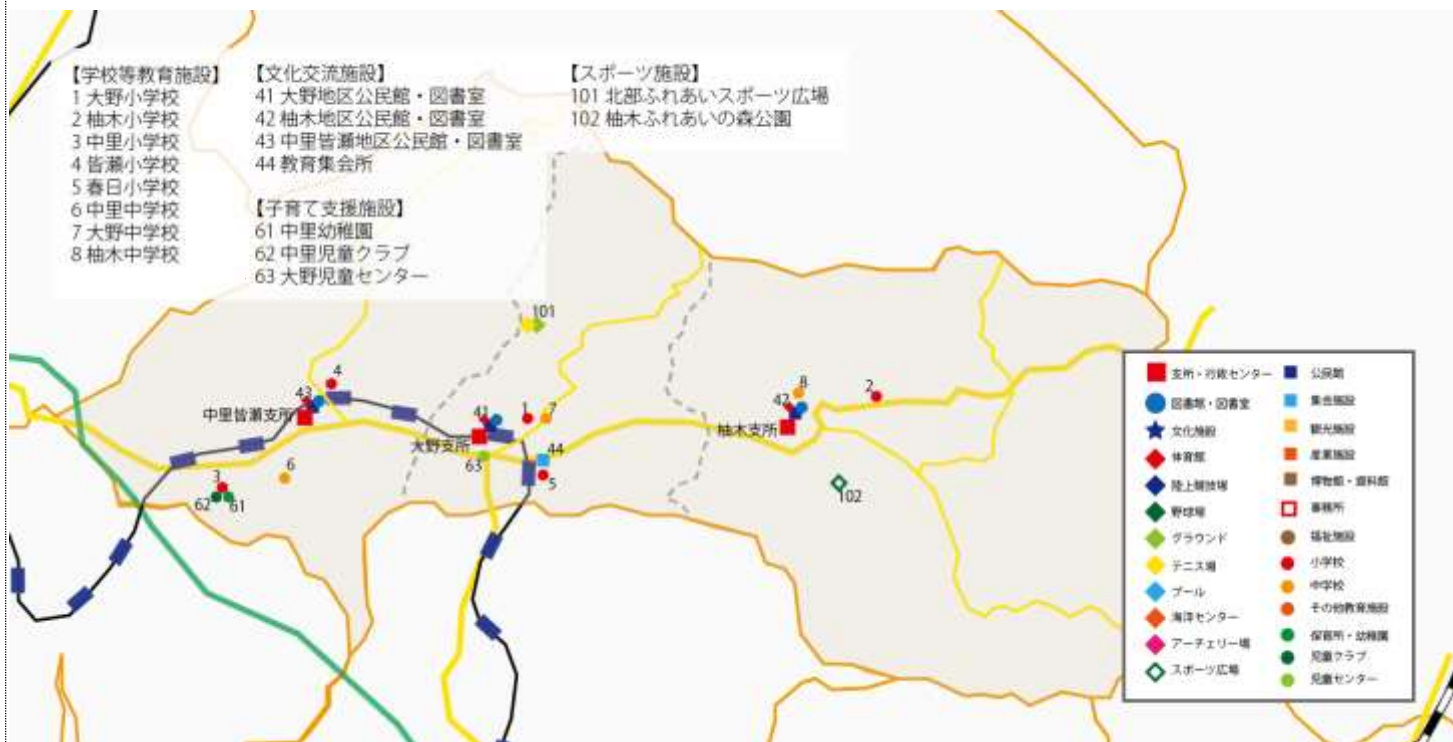 【学校等教育施設】
1 大野小学校
2 柚木小学校
3 中里小学校
4 皆瀬小学校
5 春日小学校
6 中里中学校
7 大野中学校
8 柚木中学校
【文化交流施設】
41 大野地区公民館・図書室
42 柚木地区公民館・図書室
43 中里皆瀬地区公民館・図書室
44 教育集会所
【子育て支援施設】
61 中里幼稚園
62 中里児童クラブ
63 大野児童センター
【スポーツ施設】
101 北部ふれあいスポーツ広場
102 柚木ふれあいの森公園
101
4
43
中里皆瀬支所
41
1
7
大野支所
63
44
5
6
3
62
61
8
2
42
柚木支所
102
支所・行政センター
図書館・図書室
文化施設
体育館
陸上競技場
野球場
グラウンド
テニス場
プール
海洋センター
アーチェリー場
スポーツ広場
公民館
集会施設
観光施設
産業施設
博物館・資料館
事務所
福祉施設
小学校
中学校
その他教育施設
保育所・幼稚園
児童クラブ
児童センター